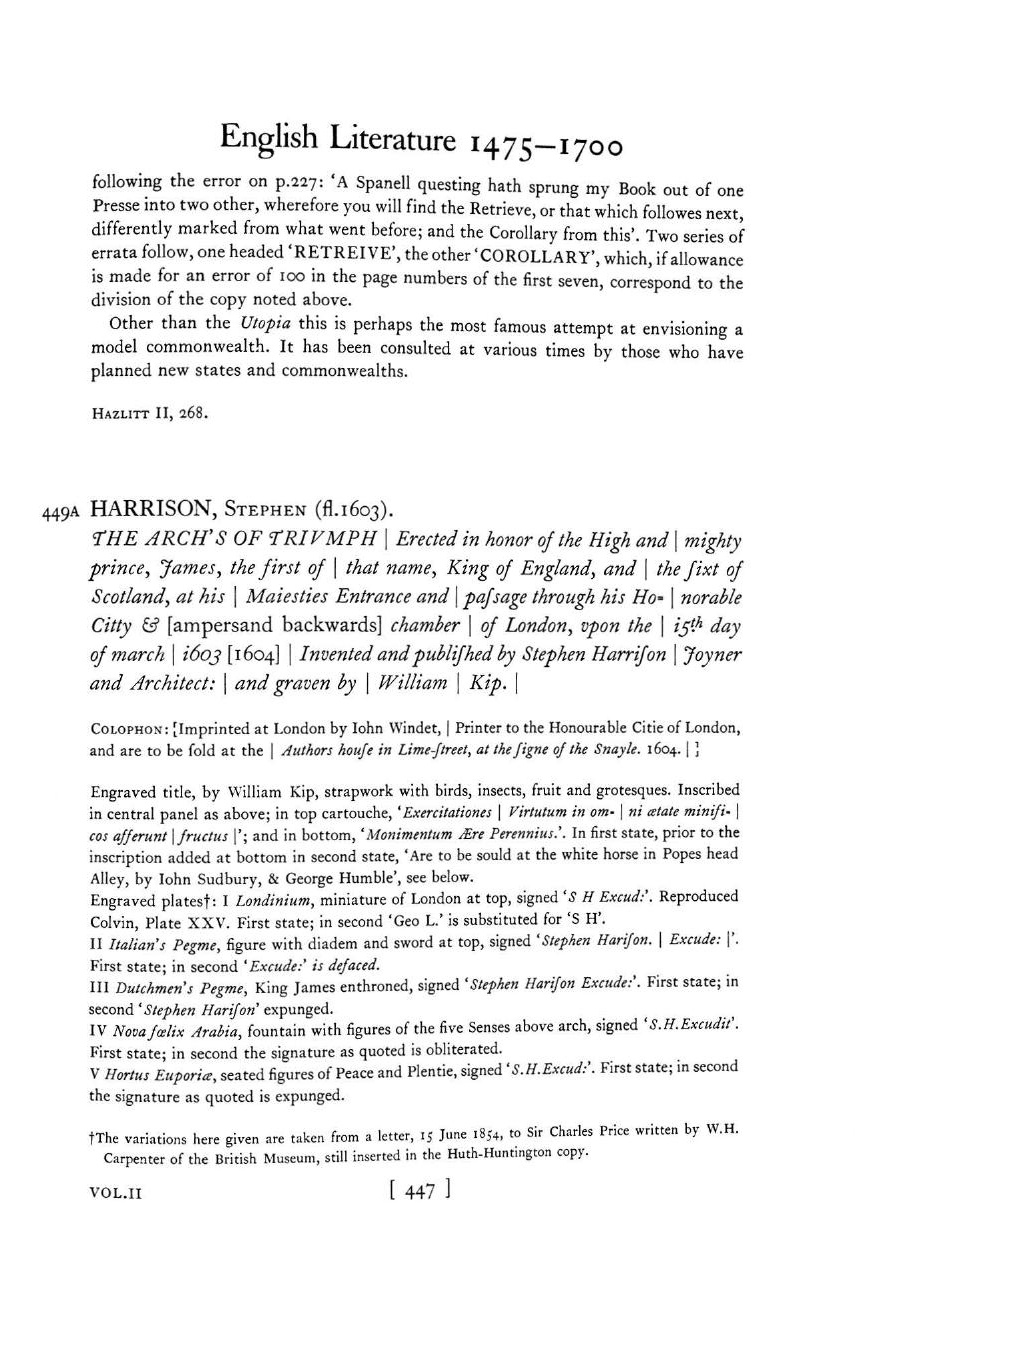 English Literature 1475–1700
following the error on p.227: ‘A Spanell questing hath sprung my Book out of one
Presse into two other, wherefore you will find the Retrieve, or that which followes next,
differently marked from what went before; and the Corollary from this’. Two series of
errata follow, one headed ‘RETREIVE’, the other ‘COROLLARY’, which, if allowance
is made for an error of 100 in the page numbers of the first seven, correspond to the
division of the copy noted above.
Other than the Utopia this is perhaps the most famous attempt at envisioning a
model commonwealth. It has been consulted at various times by those who have
planned new states and commonwealths.
Hazlitt II, 268.
449A HARRISON, Stephen (fl.1603).
THE ARCH’S OF TRIVMPH | Erected in honor of the High and | mighty
prince, James, the first of | that name, King of England, and | the ſixt of
Scotland, at his | Maiesties Entrance and | paſsage through his Ho- | norable
Citty & [ampersand backwards] chamber | of London, vpon the | i5th day
of march | i603 [1604] | Invented and publiſhed by Stephen Harriſon | Joyner
and Architect: | and graven by | William | Kip. |
Colophon: [Imprinted at London by Iohn Windet, | Printer to the Honourable Citie of London,
and are to be ſold at the | Authors houſe in Lime-ſtreet, at the ſigne of the Snayle. 1604. | ]
Engraved title, by William Kip, strapwork with birds, insects, fruit and grotesques. Inscribed
in central panel as above; in top cartouche, ‘Exercitationes | Virtutum in om- | ni ætate miniſi- |
cos aſſerunt | fructus |’; and in bottom, ‘Monimentum Ære Perennius.’. In first state, prior to the
inscription added at bottom in second state, ‘Are to be sould at the white horse in Popes head
Alley, by Iohn Sudbury, & George Humble’, see below.
Engraved plates†: I Londinium, miniature of London at top, signed ‘S H Excud:’. Reproduced
Colvin, Plate XXV. First state; in second ‘Geo L.’ is substituted for ‘S H’.
II Italian’s Pegme, figure with diadem and sword at top, signed ‘Stephen Hariſon. | Excude: |’.
First state; in second ‘Excude:’ is defaced.
III Dutchmen’s Pegme, King James enthroned, signed ‘Stephen Hariſon Excude:’. First state; in
second ‘Stephen Hariſon’ expunged.
IV Nova fœlix Arabia, fountain with figures of the five Senses above arch, signed ‘S.H.Excudit’.
First state; in second the signature as quoted is obliterated.
V Hortus Euporiæ, seated figures of Peace and Plentie, signed ‘S.H.Excud:’. First state; in second
the signature as quoted is expunged.
†The variations here given are taken from a letter, 15 June 1854, to Sir Charles Price written by W.H.
Carpenter of the British Museum, still inserted in the Huth-Huntington copy.
VOL.II [ 447 ]